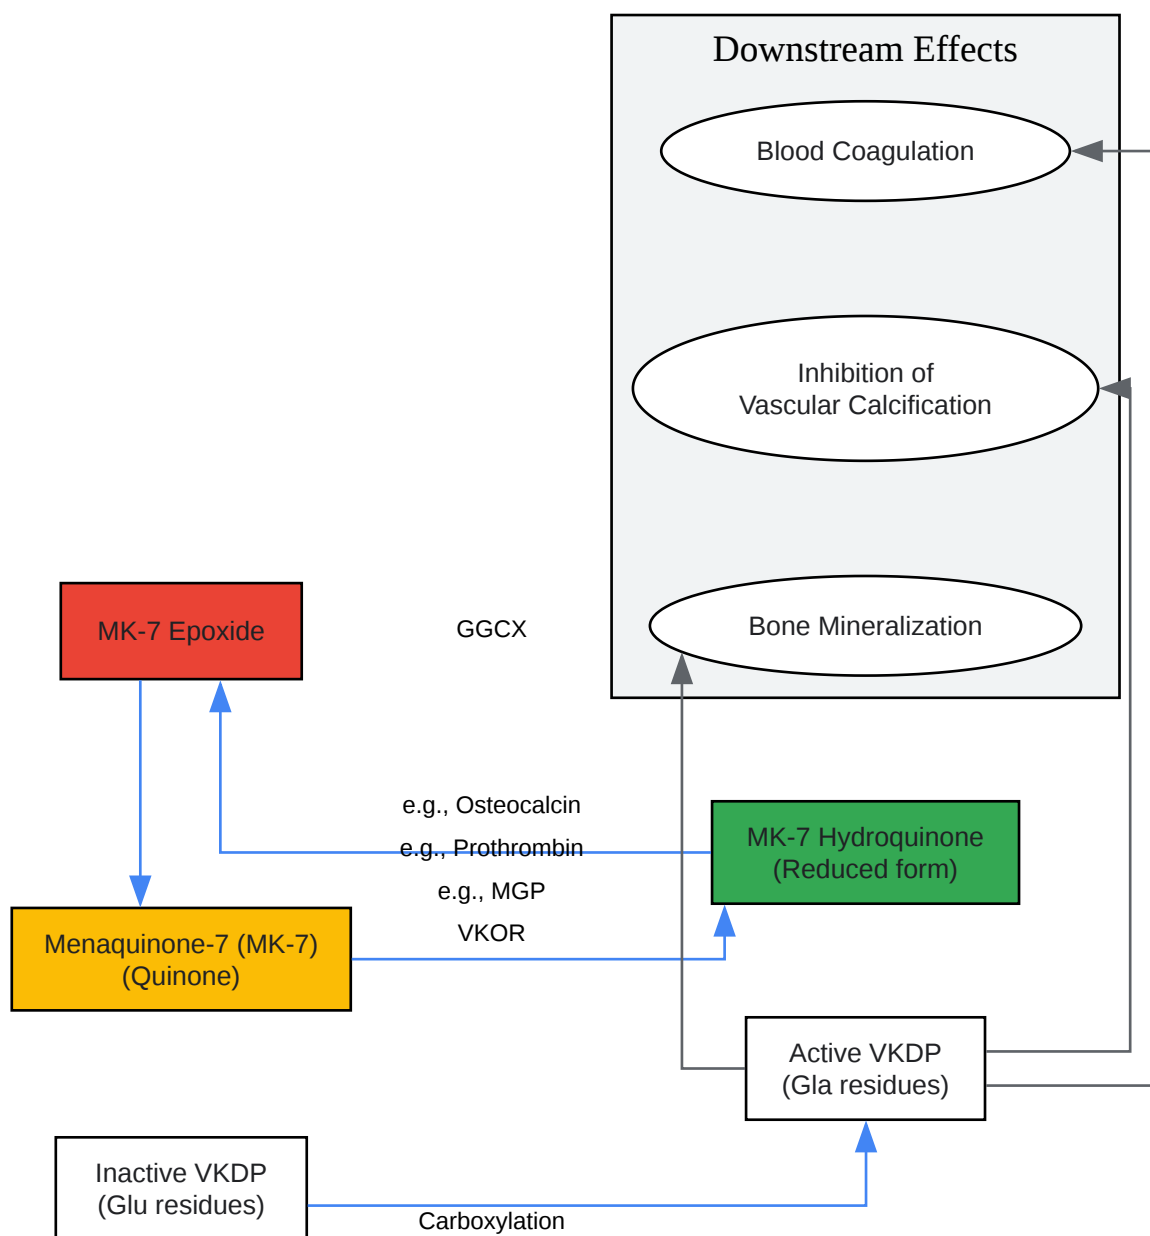 Downstream Effects
Blood Coagulation
Inhibition of
Vascular Calcification
MK-7 Epoxide
GGCX
Bone Mineralization
e.g., Osteocalcin
e.g., Prothrombin
e.g., MGP
VKOR
MK-7 Hydroquinone
(Reduced form)
Menaquinone-7 (MK-7)
(Quinone)
Active VKDP
(Gla residues)
Inactive VKDP
(Glu residues)
Carboxylation